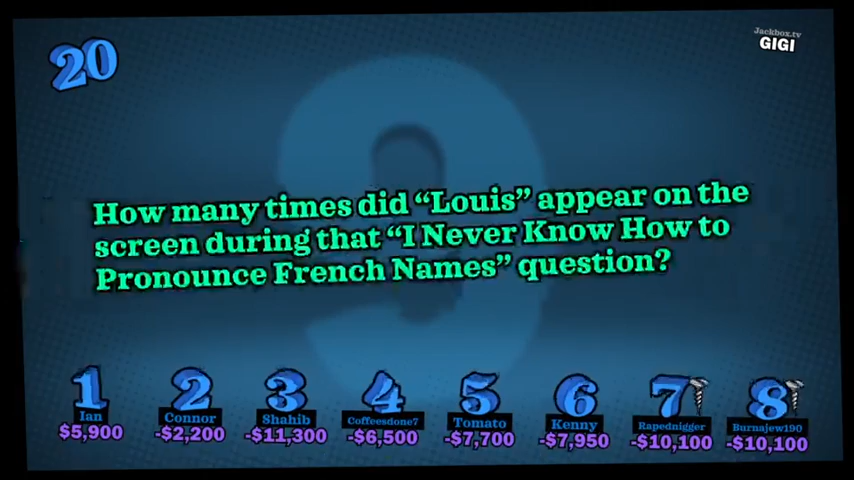 20
Jackbox.tv
GIGI
9
How many times did “Louis” appear on the
screen during that “I Never Know How to
Pronounce French Names” question?
1 2 3 4 5 6 7 8
Ian Connor Shahib Coffeesdone7 Tomato Kenny Rapednigger Burnajew190
$5,900 -$2,200 -$11,300 -$6,500 -$7,700 -$7,950 -$10,100 -$10,100